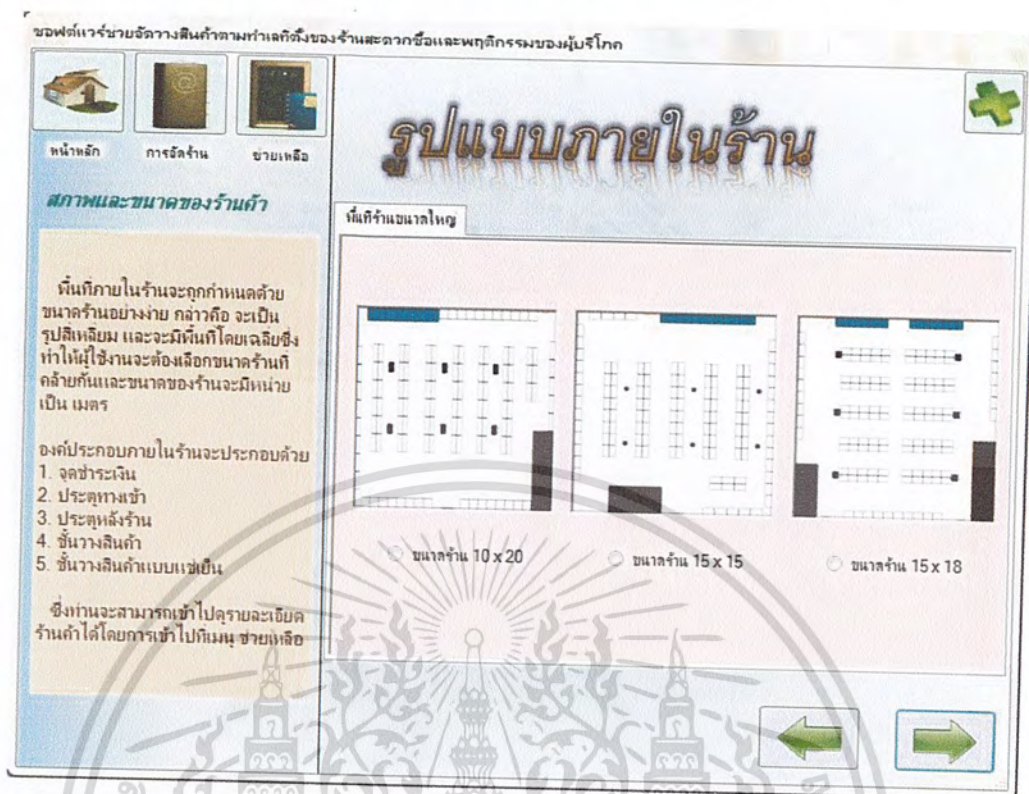 ซอฟต์แวร์ช่วยจัดวางสินค้าตามทำเลที่ตั้งของร้านสะดวกซื้อและพฤติกรรมของผู้บริโภค
หน้าหลัก
การจัดร้าน
ช่วยเหลือ
รูปแบบภายในร้าน
สภาพและขนาดของร้านค้า
พื้นที่ภายในร้านจะถูกกำหนดด้วย
ขนาดร้านอย่างง่าย กล่าวคือ จะเป็น
รูปสี่เหลี่ยม และจะมีพื้นที่โดยเฉลี่ยซึ่ง
ทำให้ผู้ใช้งานจะต้องเลือกขนาดร้านที่
คล้ายกันและขนาดของร้านจะมีหน่วย
เป็น เมตร
องค์ประกอบภายในร้านจะประกอบด้วย
1. จุดชำระเงิน
2. ประตูทางเข้า
3. ประตูหลังร้าน
4. ชั้นวางสินค้า
5. ชั้นวางสินค้าแบบแช่เย็น
ซึ่งท่านจะสามารถเข้าไปดูรายละเอียด
ร้านค้าได้โดยการเข้าไปที่เมนู ช่วยเหลือ
พื้นที่ร้านขนาดใหญ่
ขนาดร้าน 10 x 20
ขนาดร้าน 15 x 15
ขนาดร้าน 15 x 18